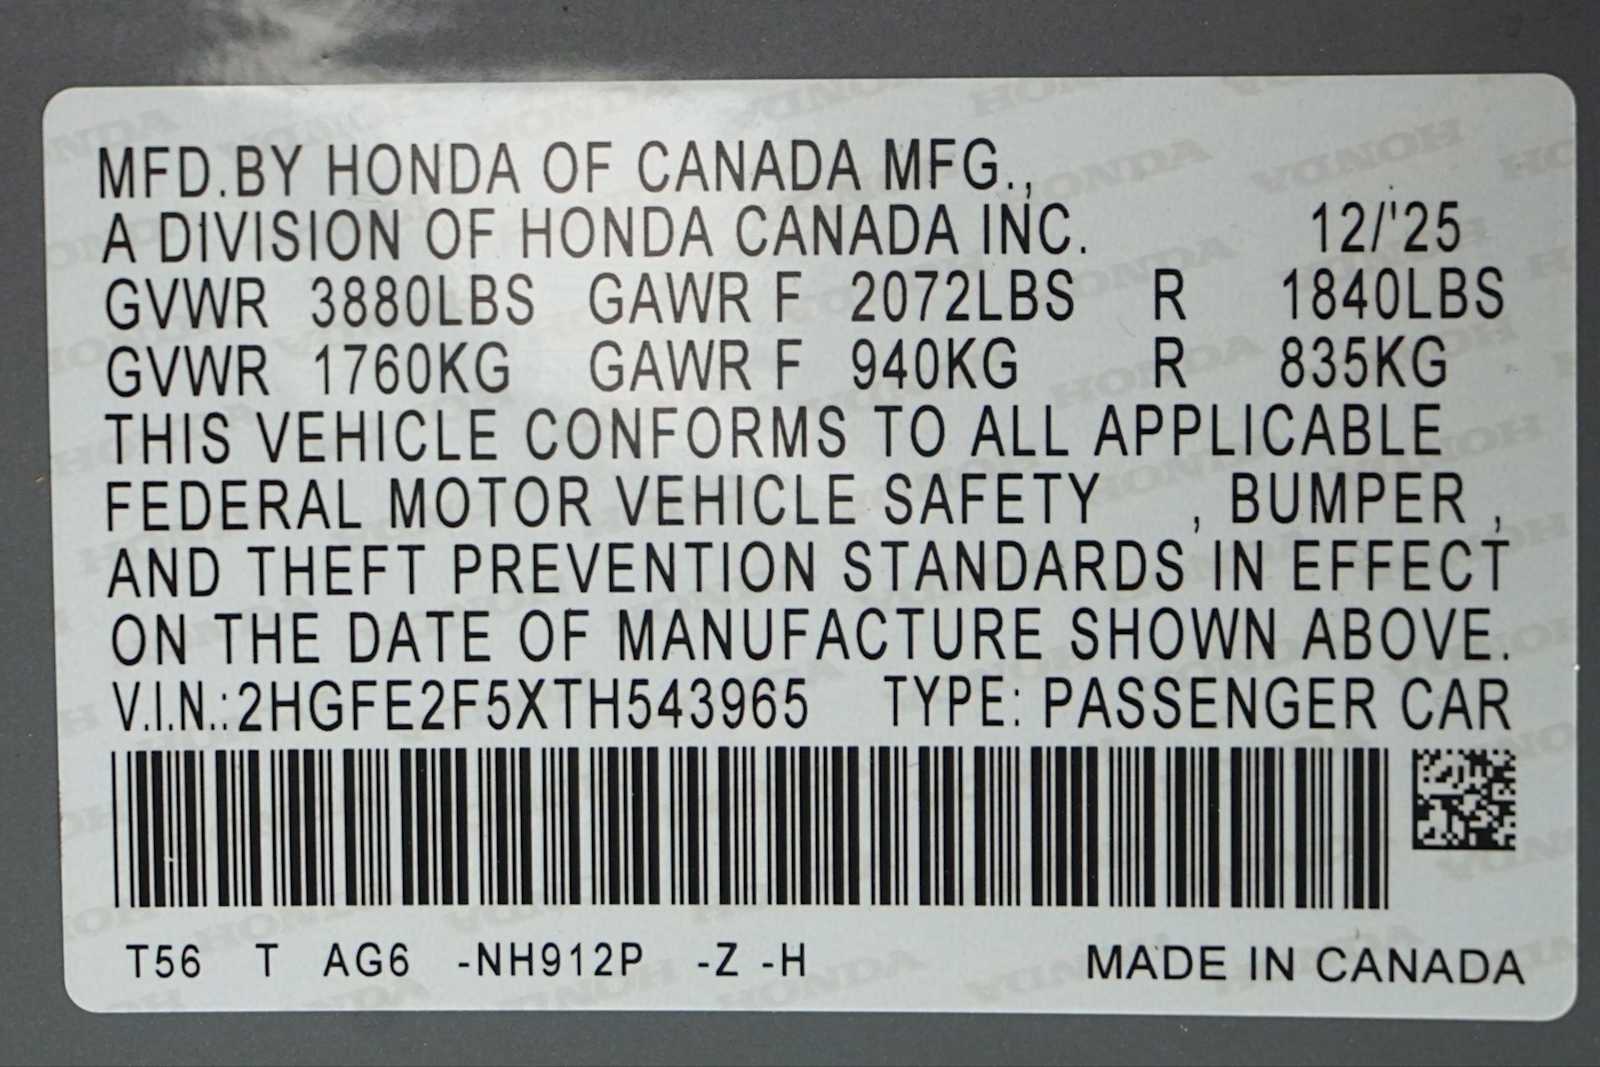 MFD.BY HONDA OF CANADA MFG.,
A DIVISION OF HONDA CANADA INC. 12/'25
GVWR 3880LBS GAWR F 2072LBS R 1840LBS
GVWR 1760KG GAWR F 940KG R 835KG
THIS VEHICLE CONFORMS TO ALL APPLICABLE
FEDERAL MOTOR VEHICLE SAFETY , BUMPER ,
AND THEFT PREVENTION STANDARDS IN EFFECT
ON THE DATE OF MANUFACTURE SHOWN ABOVE.
V.I.N.:2HGFE2F5XTH543965 TYPE: PASSENGER CAR
T56 T AG6 -NH912P -Z -H MADE IN CANADA